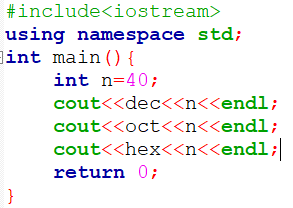 #include<iostream>
using namespace std;
int main(){
    int n=40;
    cout<<dec<<n<<endl;
    cout<<oct<<n<<endl;
    cout<<hex<<n<<endl;
    return 0;
}